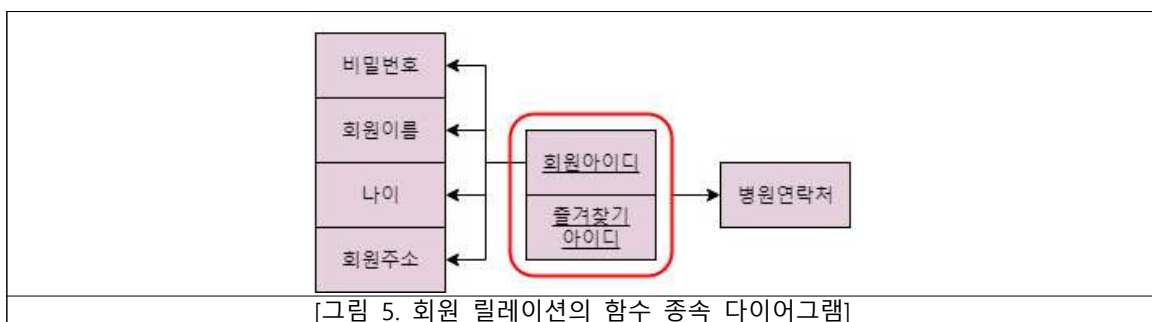 비밀번호
회원이름
나이
회원주소
회원아이디
즐겨찾기
아이디
병원연락처
[그림 5. 회원 릴레이션의 함수 종속 다이어그램]